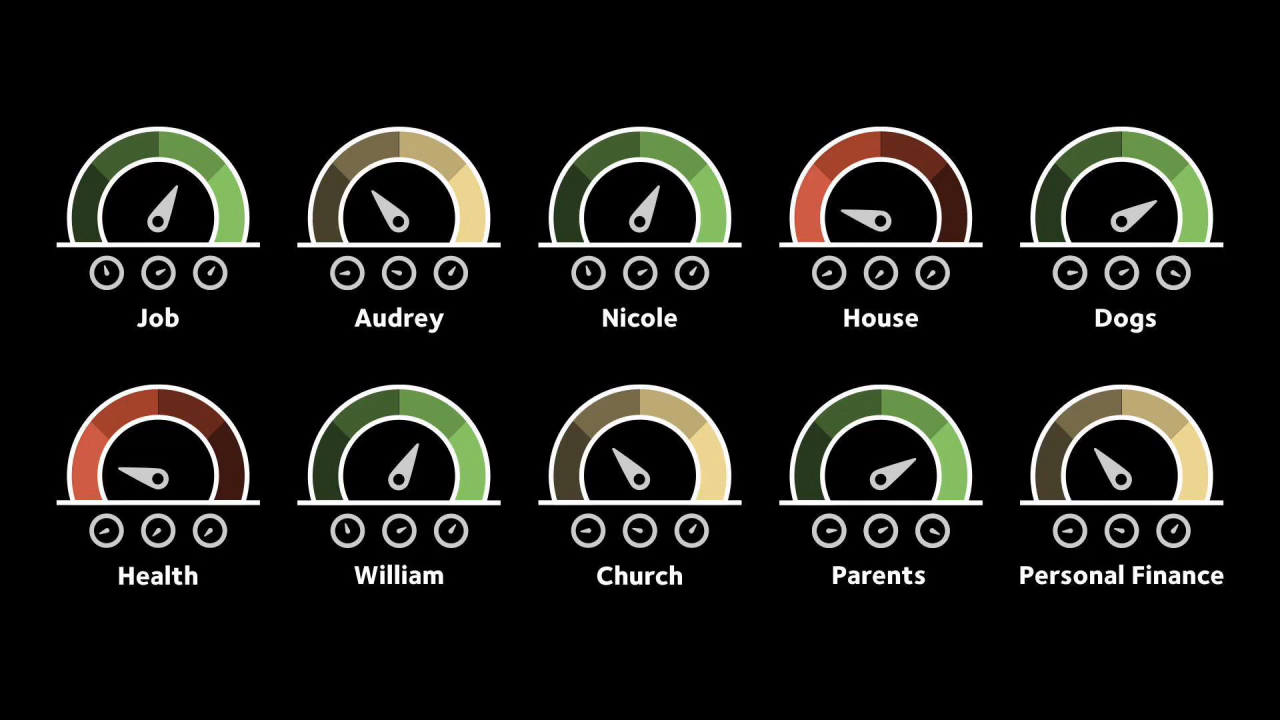 Job
Audrey
Nicole
House
Dogs
Health
William
Church
Parents
Personal Finance